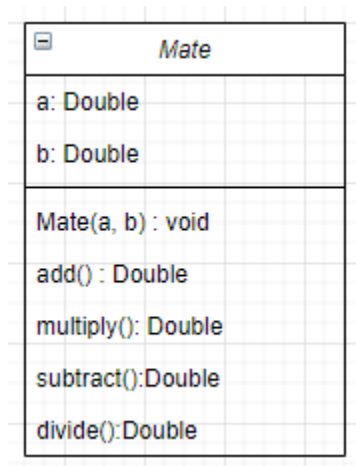 Mate
a: Double
b: Double
Mate(a, b) : void
add() : Double
multiply(): Double
subtract():Double
divide():Double